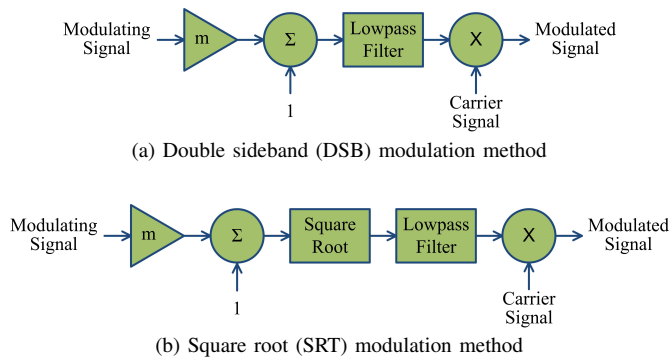 Modulating
Signal
m
Σ
1
Lowpass
Filter
X
Carrier
Signal
Modulated
Signal
(a) Double sideband (DSB) modulation method
Modulating
Signal
m
Σ
1
Square
Root
Lowpass
Filter
X
Carrier
Signal
Modulated
Signal
(b) Square root (SRT) modulation method